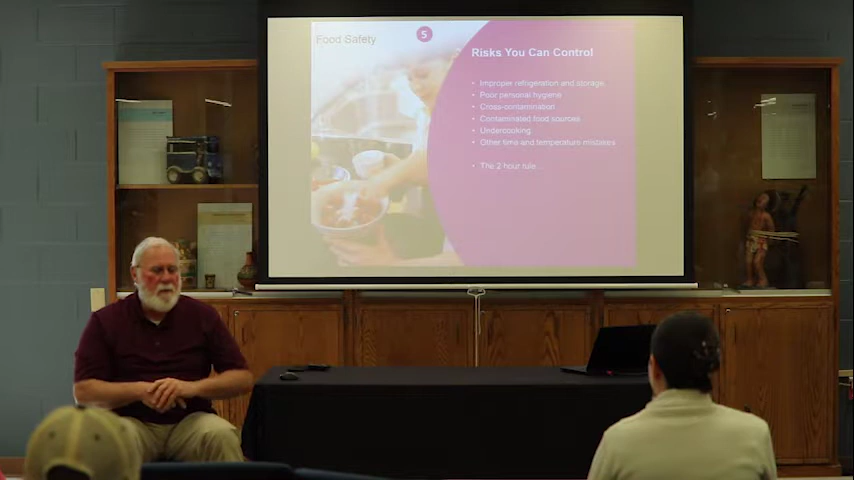 Food Safety
5
Risks You Can Control
• Improper refrigeration and storage
• Poor personal hygiene
• Cross-contamination
• Contaminated food sources
• Undercooking
• Other time and temperature mistakes
• The 2 hour rule